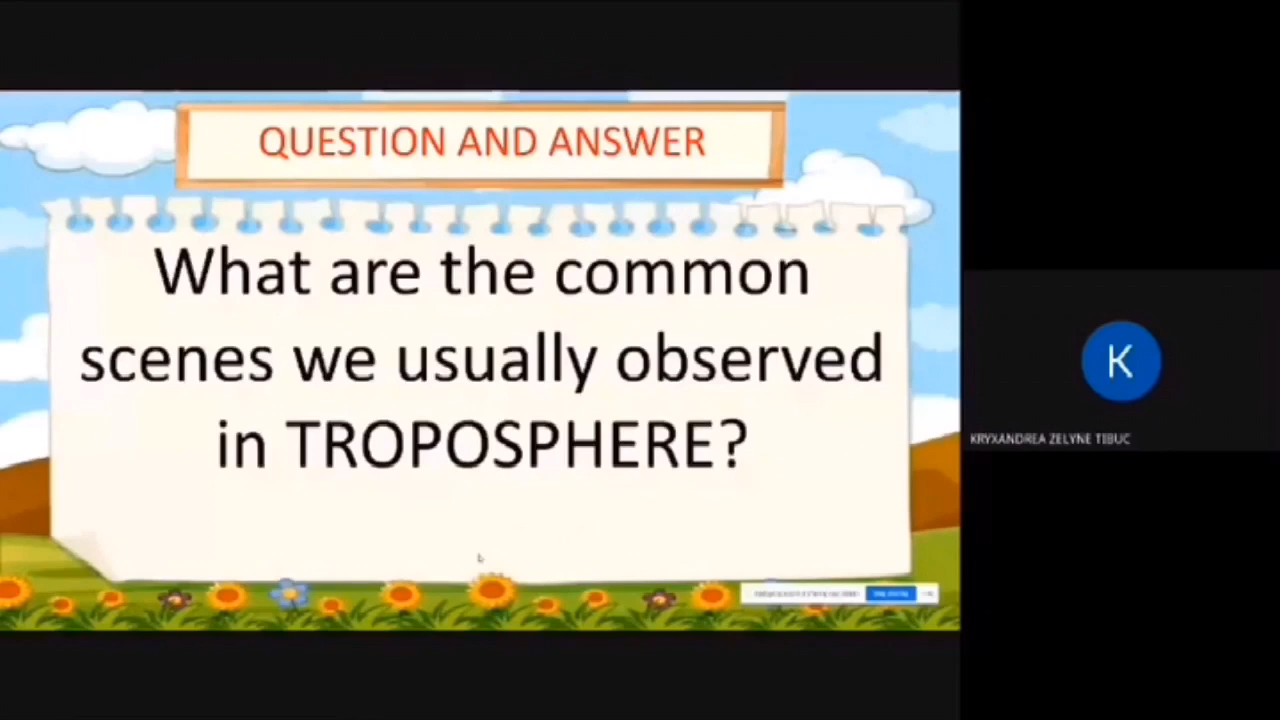 QUESTION AND ANSWER
What are the common
scenes we usually observed
in TROPOSPHERE?
K
KRYXANDREA ZELYNE TIBUC